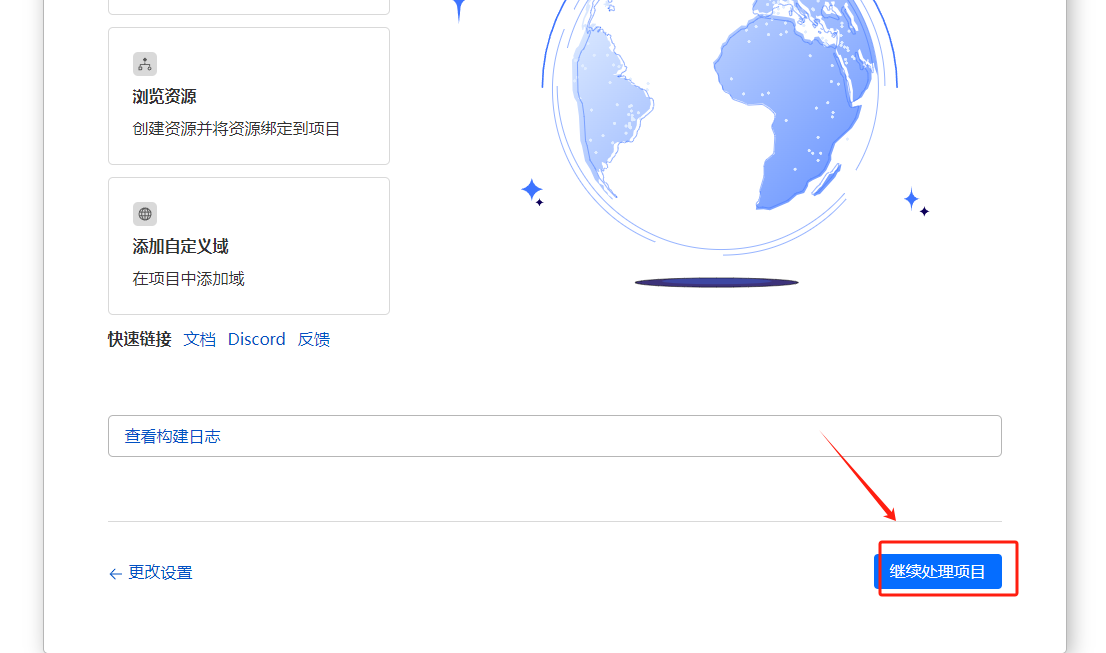 浏览资源
创建资源并将资源绑定到项目
添加自定义域
在项目中添加域
快速链接 文档 Discord 反馈
查看构建日志
← 更改设置
继续处理项目